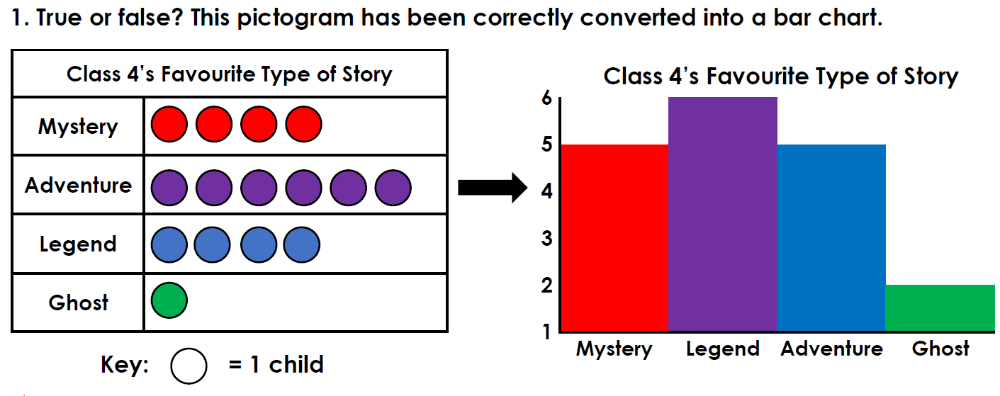 1. True or false? This pictogram has been correctly converted into a bar chart.
Class 4’s Favourite Type of Story
Mystery
Adventure
Legend
Ghost
Key: = 1 child
Class 4’s Favourite Type of Story
6
5
4
3
2
1
Mystery Legend Adventure Ghost